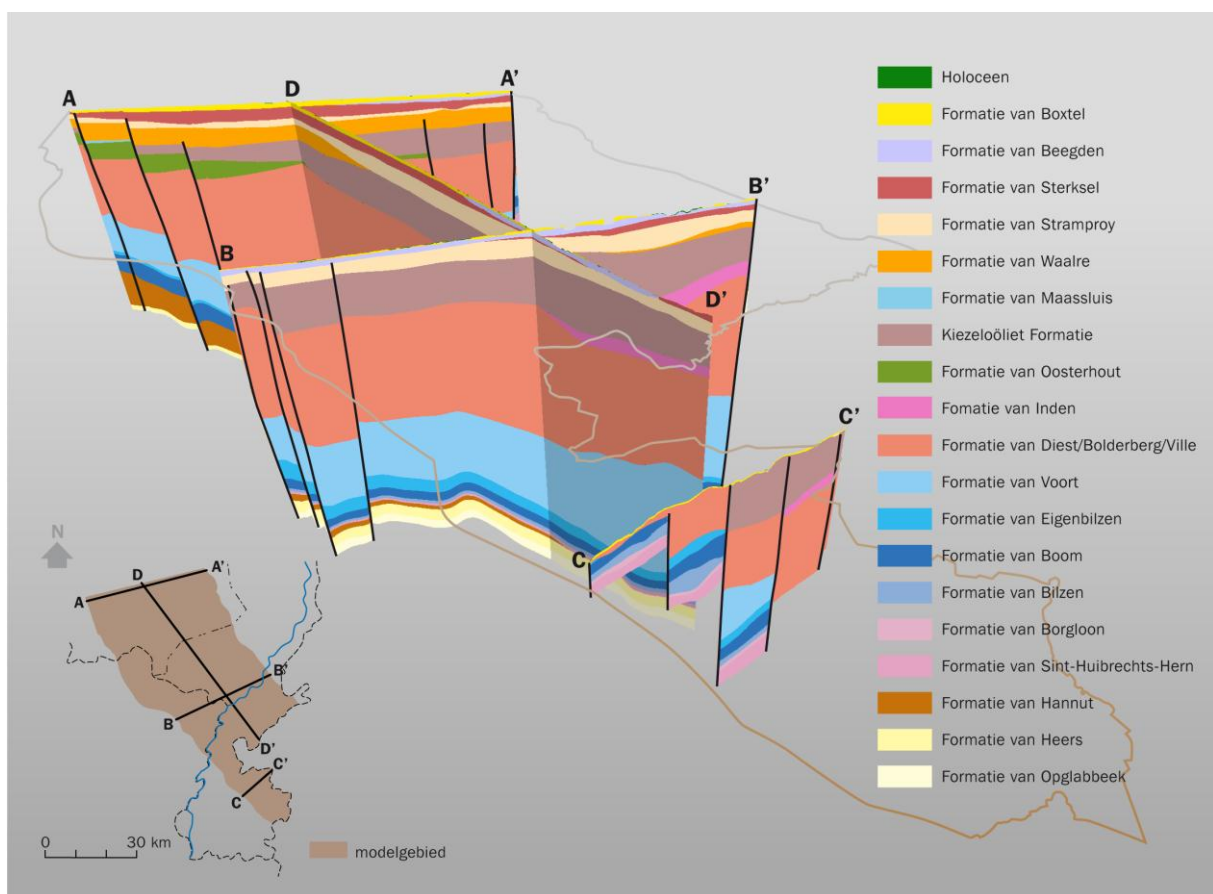 A
D
A'
B
B'
D'
C
C'
Holoceen
Formatie van Boxtel
Formatie van Beegden
Formatie van Sterksel
Formatie van Stramproy
Formatie van Waalre
Formatie van Maassluis
Kiezeloöliet Formatie
Formatie van Oosterhout
Fomatie van Inden
Formatie van Diest/Bolderberg/Ville
Formatie van Voort
Formatie van Eigenbilzen
Formatie van Boom
Formatie van Bilzen
Formatie van Borgloon
Formatie van Sint-Huibrechts-Hern
Formatie van Hannut
Formatie van Heers
Formatie van Opglabbeek
N
D
A'
A
B'
B
D'
C'
C
0 30 km
modelgebied